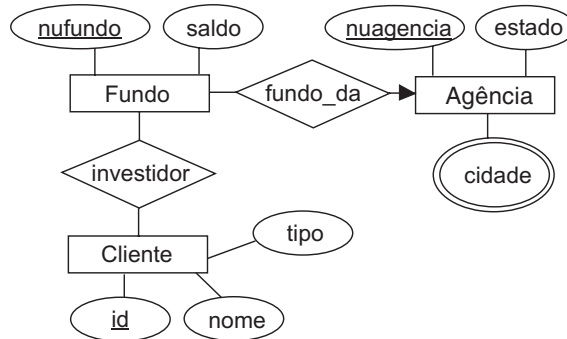 nufundo saldo nuagencia estado
Fundo fundo_da Agência
investidor cidade
Cliente tipo
id nome